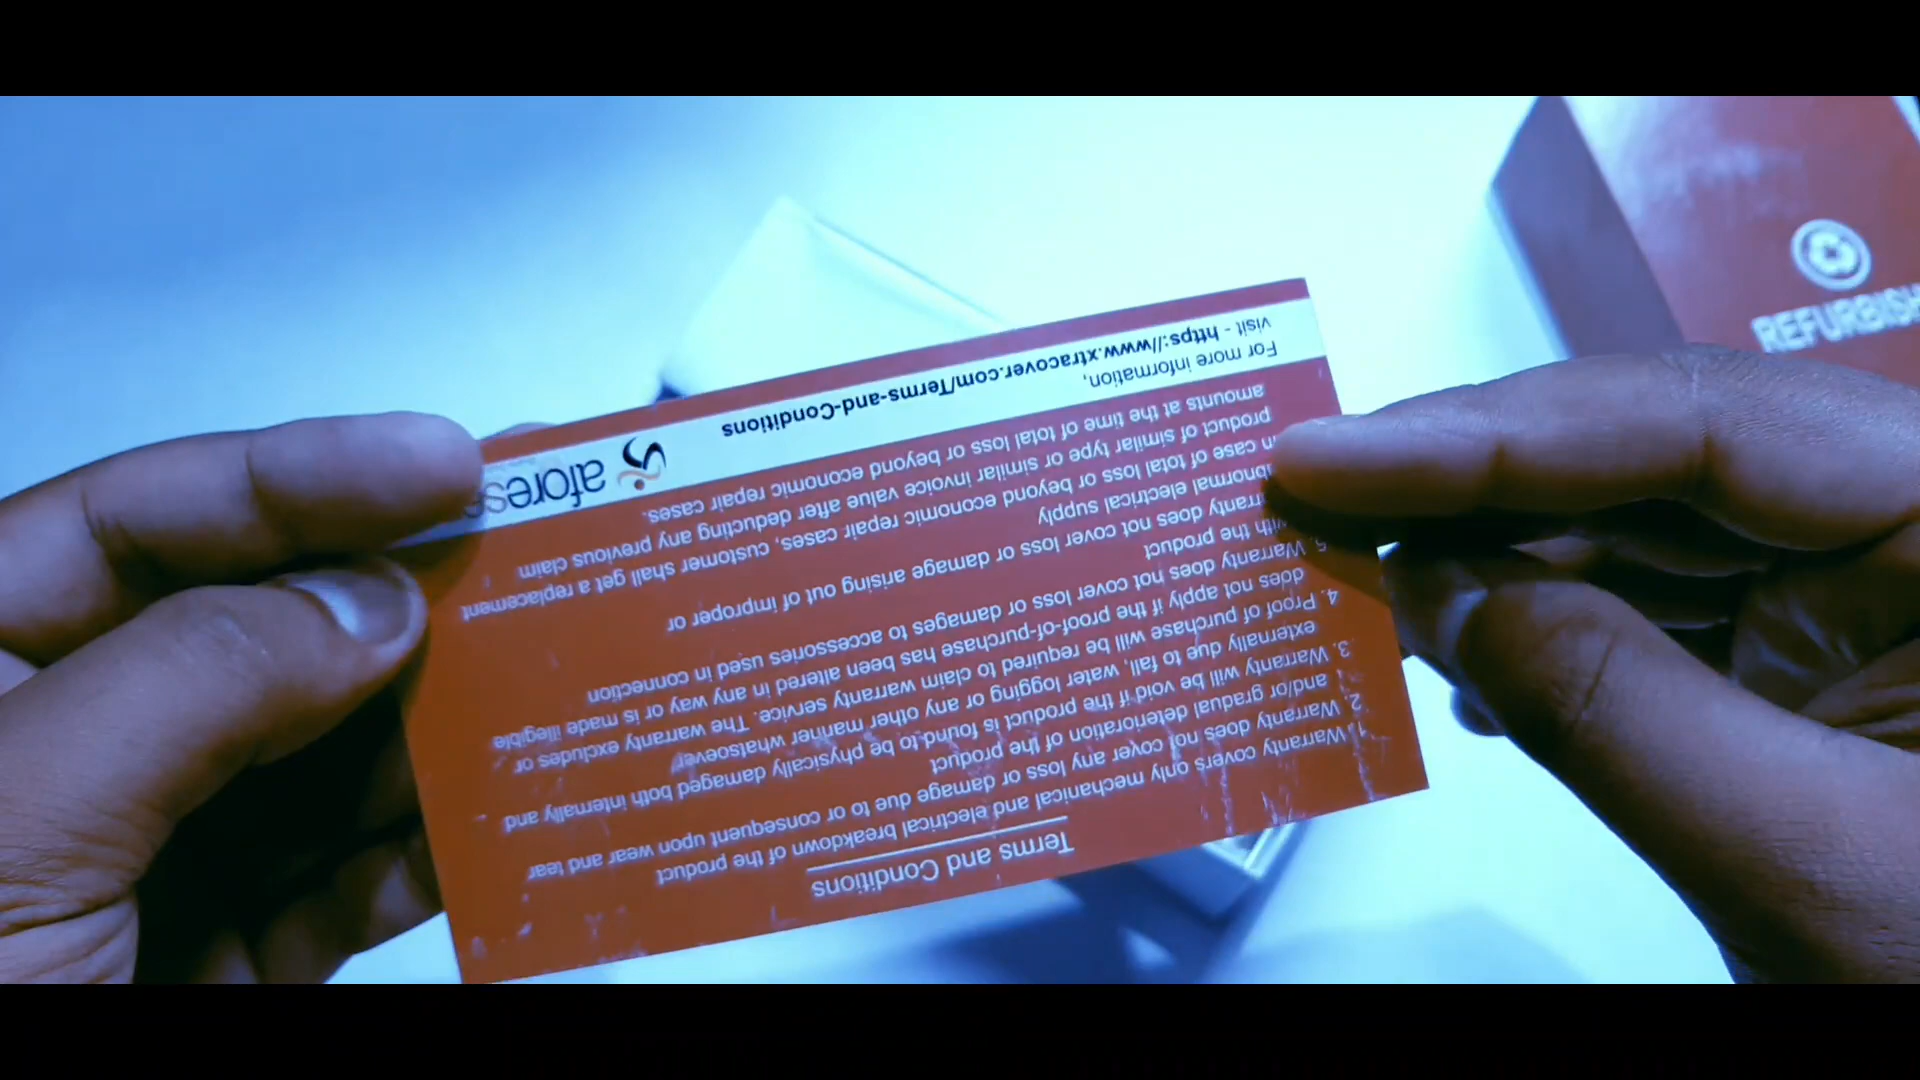 Terms and Conditions
1. Warranty covers only mechanical and electrical breakdown of the product
2. Warranty does not cover any loss or damage due to or consequent upon wear and tear
and/or gradual deterioration of the product
3. Warranty will be void if the product is found to be physically damaged both internally and
externally due to fall, water logging or any other manner whatsoever
4. Proof of purchase will be required to claim warranty service. The warranty excludes or
does not apply if the proof-of-purchase has been altered in any way or is made illegible
5. Warranty does not cover loss or damages to accessories used in connection
with the product
does not cover loss or damage arising out of improper or
abnormal electrical supply
in case of total loss or beyond economic repair cases, customer shall get a replacement
product of similar type or similar invoice value after deducting any previous claim
amounts at the time of total loss or beyond economic repair cases.
For more information,
visit - https://www.xtracover.com/Terms-and-Conditions